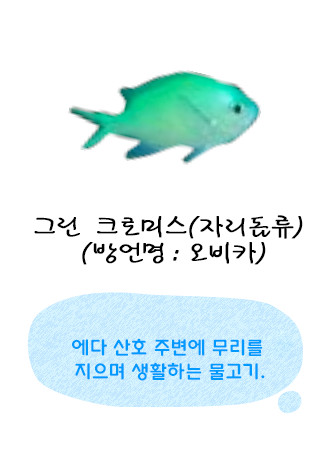 그린 크로미스(자리돔류)
(방언명 : 오비카)
에다 산호 주변에 무리를
지으며 생활하는 물고기.